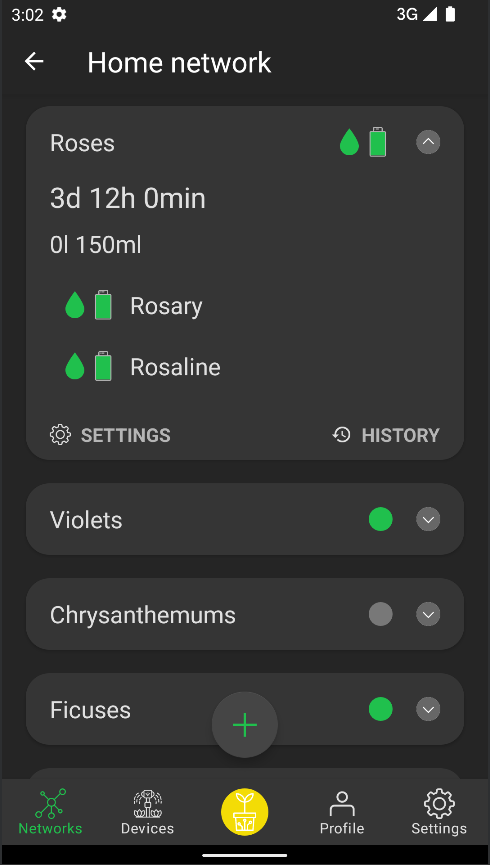 3:02 3G
Home network
Roses
3d 12h 0min
0l 150ml
Rosary
Rosaline
SETTINGS HISTORY
Violets
Chrysanthemums
Ficuses
Networks Devices Profile Settings